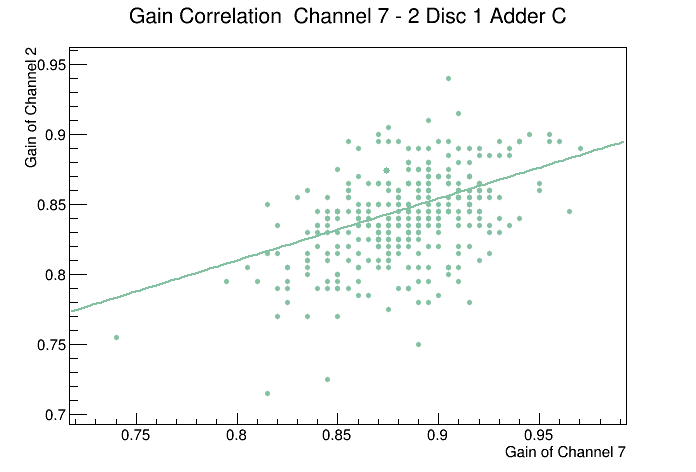 Gain Correlation  Channel 7 - 2 Disc 1 Adder C
Gain of Channel 2
0.95
0.9
0.85
0.8
0.75
0.7
0.75 0.8 0.85 0.9 0.95
Gain of Channel 7